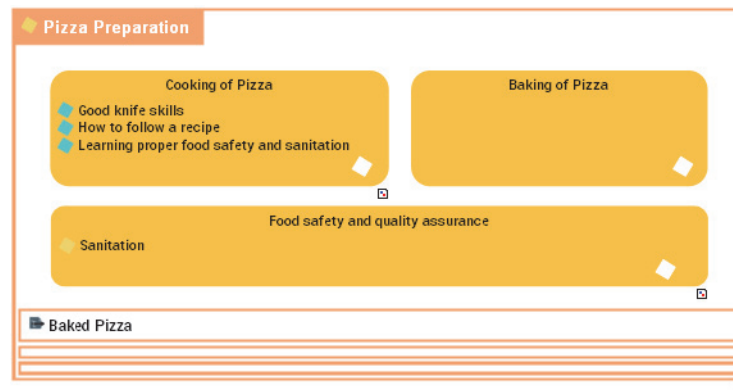 Pizza Preparation
Cooking of Pizza
Good knife skills
How to follow a recipe
Learning proper food safety and sanitation
Baking of Pizza
Food safety and quality assurance
Sanitation
Baked Pizza